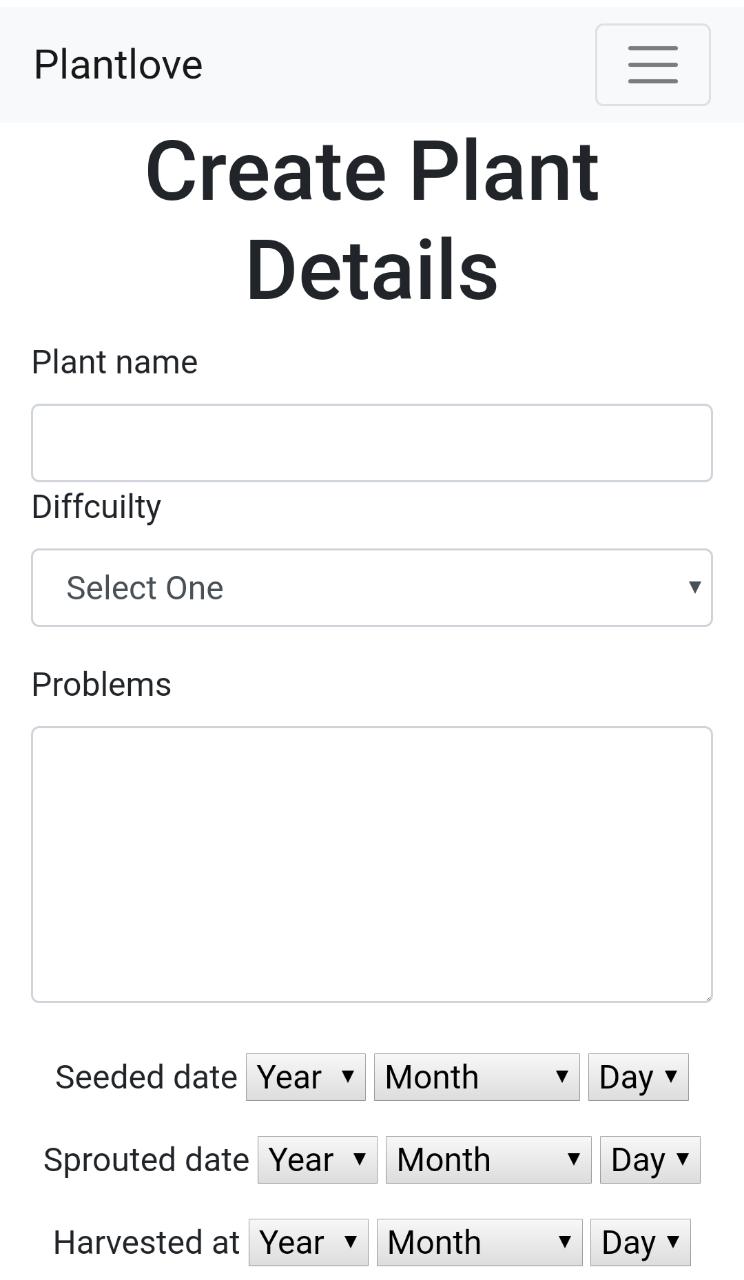 Plantlove
Create Plant
Details
Plant name
Diffcuilty
Select One
Problems
Seeded date Year Month Day
Sprouted date Year Month Day
Harvested at Year Month Day